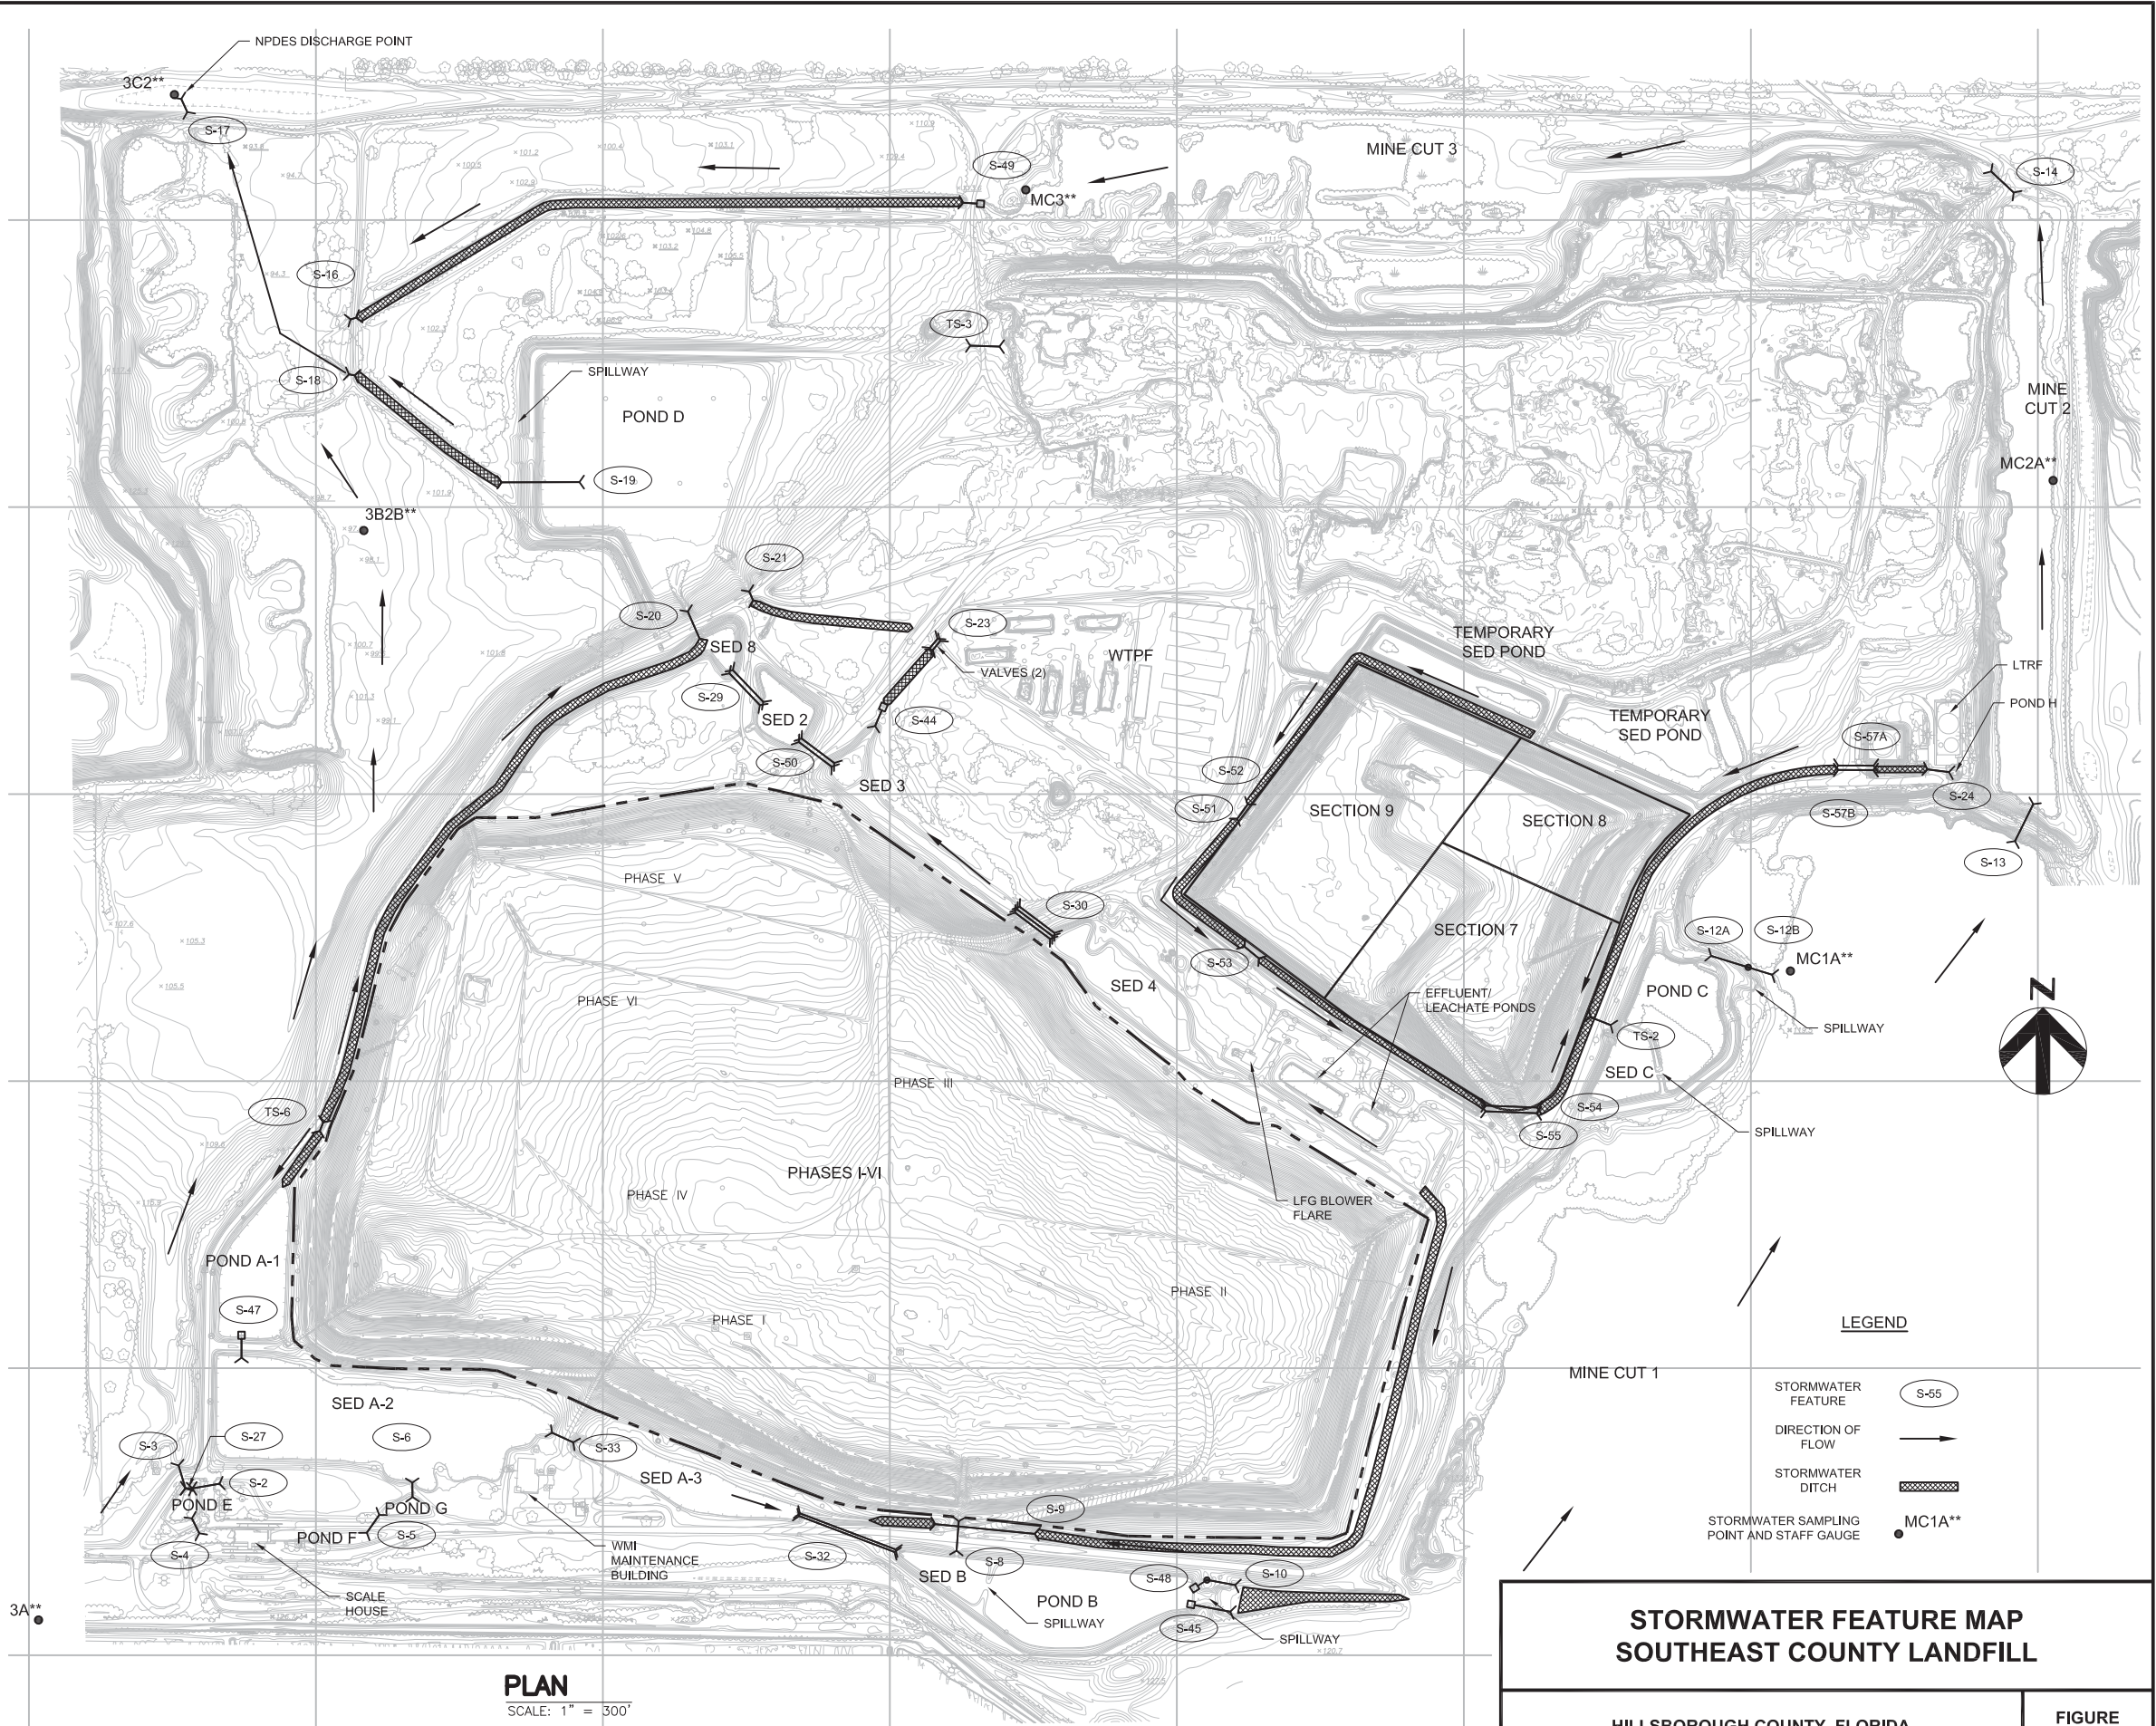 NPDES DISCHARGE POINT
3C2**
S-17
S-49
MINE CUT 3
S-14
MC3**
S-16
TS-3
S-18
SPILLWAY
POND D
MINE
CUT 2
S-19
MC2A**
3B2B**
S-21
S-20
S-23
SED 8
VALVES (2)
WTPF
TEMPORARY
SED POND
LTRF
S-29
SED 2
S-44
TEMPORARY
SED POND
POND H
S-57A
S-50
SED 3
S-52
S-51
SECTION 9
SECTION 8
S-24
S-57B
S-13
PHASE V
S-30
SECTION 7
S-12A
S-12B
S-53
MC1A**
SED 4
PHASE VI
EFFLUENT/
LEACHATE PONDS
POND C
SPILLWAY
N
TS-2
PHASE III
SED C
TS-6
S-54
S-55
SPILLWAY
PHASES I-VI
PHASE IV
LFG BLOWER
FLARE
POND A-1
PHASE II
S-47
PHASE I
LEGEND
MINE CUT 1
STORMWATER
FEATURE
S-55
SED A-2
DIRECTION OF
FLOW
S-3
S-27
S-6
S-33
STORMWATER
DITCH
S-2
SED A-3
POND E
POND G
S-9
STORMWATER SAMPLING
POINT AND STAFF GAUGE
MC1A**
POND F
S-5
S-4
WMI
MAINTENANCE
BUILDING
S-32
SED B
S-8
S-48
S-10
SCALE
HOUSE
POND B
SPILLWAY
3A**
S-45
SPILLWAY
STORMWATER FEATURE MAP
SOUTHEAST COUNTY LANDFILL
PLAN
SCALE: 1" = 300'
HILLSBOROUGH COUNTY, FLORIDA
FIGURE